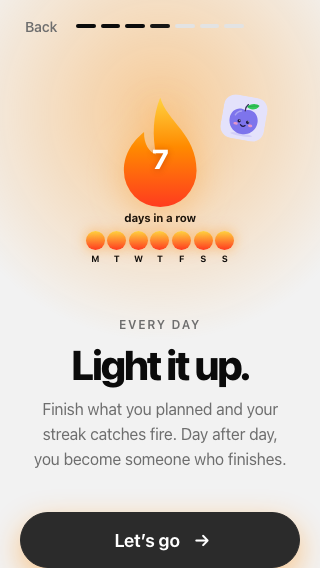 Back
7
days in a row
M T W T F S S
EVERY DAY
Light it up.
Finish what you planned and your
streak catches fire. Day after day,
you become someone who finishes.
Let’s go →